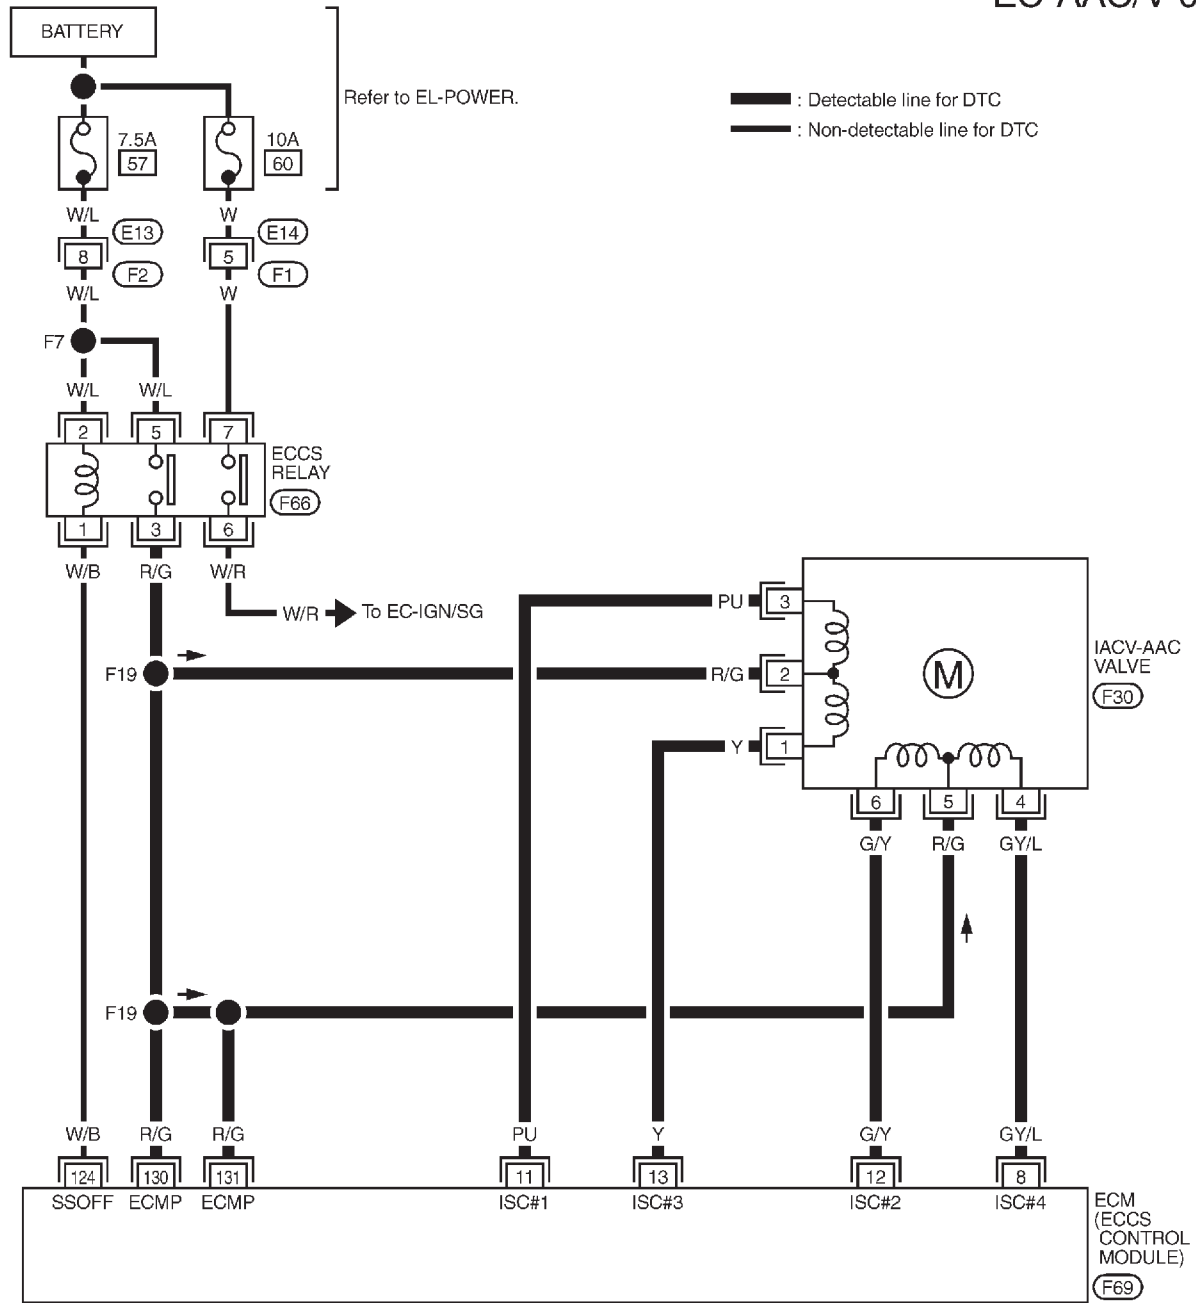 BATTERY
Refer to EL-POWER.
: Detectable line for DTC
: Non-detectable line for DTC
7.5A
57
10A
60
W/L
W
E13
E14
8
5
F2
F1
W/L
W
F7
W/L
W/L
2
5
7
ECCS
RELAY
F66
1
3
6
W/B
R/G
W/R
W/R
To EC-IGN/SG
PU
3
F19
R/G
2
Y
1
M
IACV-AAC
VALVE
F30
6
5
4
G/Y
R/G
GY/L
F19
W/B
R/G
R/G
PU
Y
G/Y
GY/L
124
130
131
11
13
12
8
SSOFF
ECMP
ECMP
ISC#1
ISC#3
ISC#2
ISC#4
ECM
(ECCS
CONTROL
MODULE)
F69